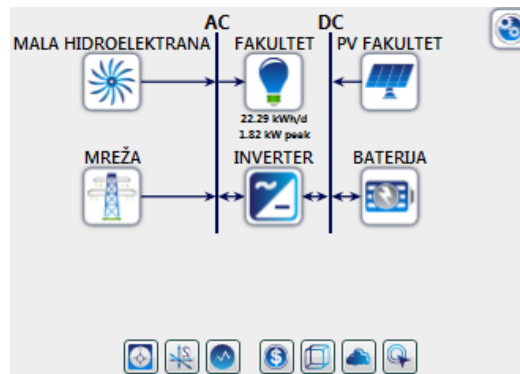 AC DC
MALA HIDROELEKTRANA FAKULTET PV FAKULTET
22.29 kWh/d
1.82 kW peak
MREŽA INVERTER BATERIJA